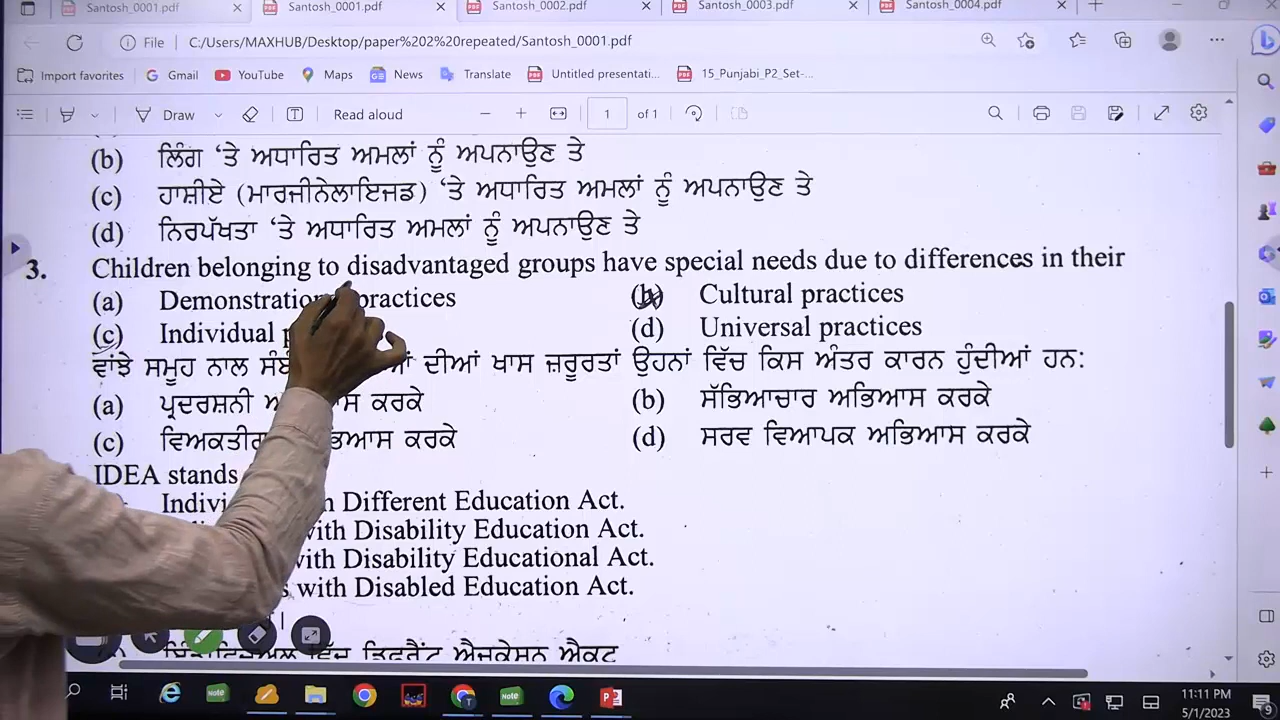 Santosh_0001.pdf Santosh_0001.pdf Santosh_0002.pdf Santosh_0003.pdf Santosh_0004.pdf
File C:/Users/MAXHUB/Desktop/paper%202%20repeated/Santosh_0001.pdf
Import favorites Gmail YouTube Maps News Translate Untitled presentati... 15_Punjabi_P2_Set-...
Draw Read aloud 1 of 1
(b) ਲਿੰਗ ‘ਤੇ ਅਧਾਰਿਤ ਅਮਲਾਂ ਨੂੰ ਅਪਨਾਉਣ ਤੇ
(c) ਹਾਸ਼ੀਏ (ਮਾਰਜੀਨੇਲਾਇਜਡ) ‘ਤੇ ਅਧਾਰਿਤ ਅਮਲਾਂ ਨੂੰ ਅਪਨਾਉਣ ਤੇ
(d) ਨਿਰਪੱਖਤਾ ‘ਤੇ ਅਧਾਰਿਤ ਅਮਲਾਂ ਨੂੰ ਅਪਨਾਉਣ ਤੇ
3. Children belonging to disadvantaged groups have special needs due to differences in their
(a) practices (b) Cultural practices
(c) Individual (d) Universal practices
ਵਾਂਝੇ ਸਮੂਹ ਨਾਲ ਦੀਆਂ ਖਾਸ ਜ਼ਰੂਰਤਾਂ ਉਹਨਾਂ ਵਿੱਚ ਕਿਸ ਅੰਤਰ ਕਾਰਨ ਹੁੰਦੀਆਂ ਹਨ:
(a) ਪ੍ਰਦਰਸ਼ਨੀ ਕਰਕੇ (b) ਸੱਭਿਆਚਾਰ ਅਭਿਆਸ ਕਰਕੇ
(c) ਕਰਕੇ (d) ਸਰਵ ਵਿਆਪਕ ਅਭਿਆਸ ਕਰਕੇ
IDEA stands
Different Education Act.
with Disability Education Act.
with Disability Educational Act.
with Disabled Education Act.
ਐਜੂਕੇਸ਼ਨ ਐਕਟ
Note Note
11:11 PM
5/1/2023